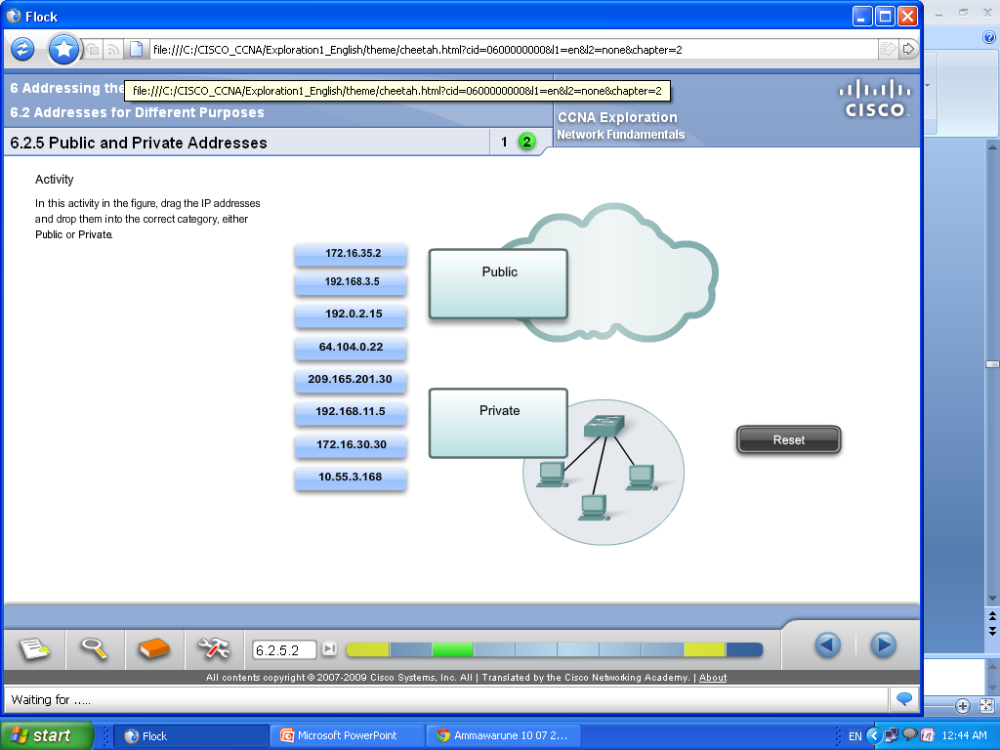 Flock
file:///C:/CISCO_CCNA/Exploration1_English/theme/cheetah.html?cid=0600000000&l1=en&l2=none&chapter=2
6 Addressing the
file:///C:/CISCO_CCNA/Exploration1_English/theme/cheetah.html?cid=0600000000&l1=en&l2=none&chapter=2
6.2 Addresses for Different Purposes
CCNA Exploration
Network Fundamentals
CISCO
6.2.5 Public and Private Addresses
1 2
Activity
In this activity in the figure, drag the IP addresses
and drop them into the correct category, either
Public or Private.
172.16.35.2
192.168.3.5
192.0.2.15
64.104.0.22
209.165.201.30
192.168.11.5
172.16.30.30
10.55.3.168
Public
Private
Reset
6.2.5.2
All contents copyright © 2007-2009 Cisco Systems, Inc. All | Translated by the Cisco Networking Academy. | About
Waiting for .....
start
Flock
Microsoft PowerPoint
Ammawarune 10 07 2...
EN
12:44 AM